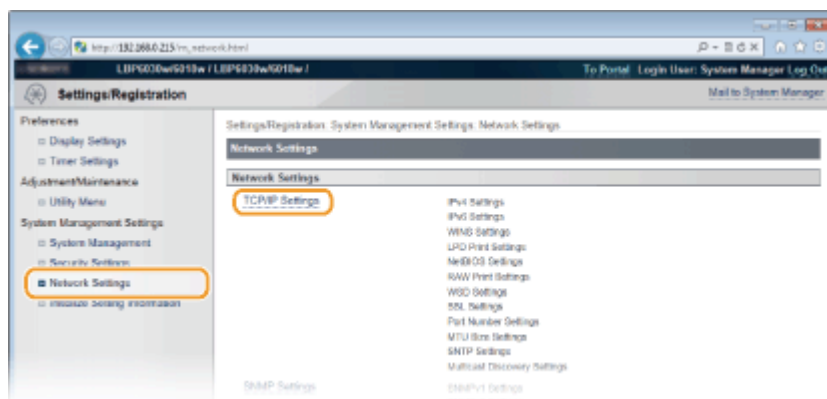 http://192.168.0.215/m_network.html
LBP6030w/6018w / LBP6030w/6018w /
To Portal Login User: System Manager Log Out
Settings/Registration
Mail to System Manager
Preferences
Display Settings
Timer Settings
Adjustment/Maintenance
Utility Menu
System Management Settings
System Management
Security Settings
Network Settings
Initialize Setting Information
Settings/Registration: System Management Settings: Network Settings
Network Settings
Network Settings
TCP/IP Settings
IPv4 Settings
IPv6 Settings
WINS Settings
LPD Print Settings
NetBIOS Settings
RAW Print Settings
WSD Settings
SSL Settings
Port Number Settings
MTU Size Settings
SNTP Settings
Multicast Discovery Settings
SNMP Settings
SNMPv1 Settings